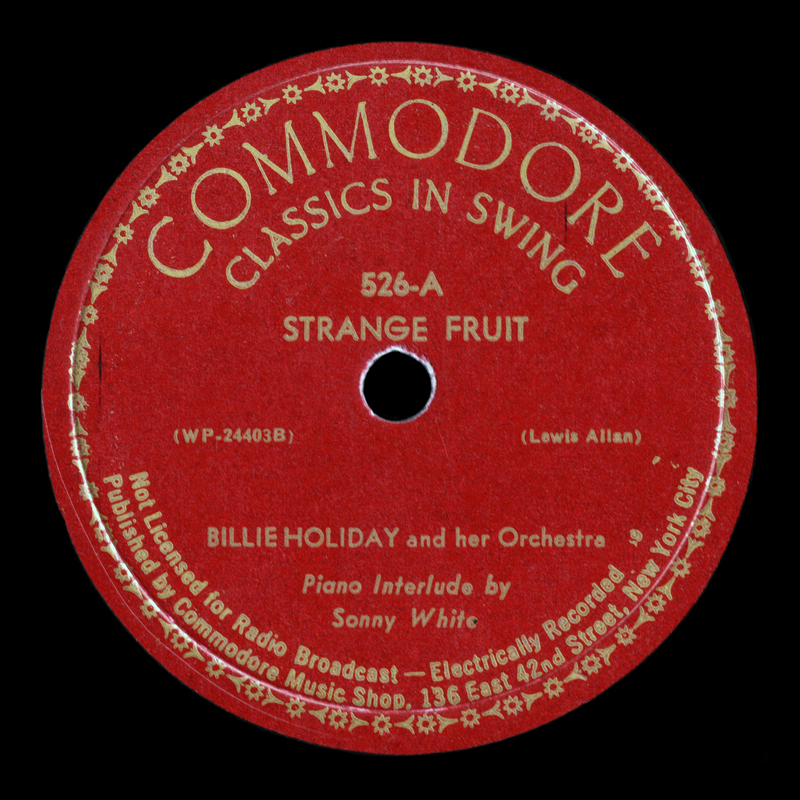 COMMODORE
CLASSICS IN SWING
526-A
STRANGE FRUIT
(WP-24403B)
(Lewis Allan)
BILLIE HOLIDAY and her Orchestra
Piano Interlude by
Sonny White
Not Licensed for Radio Broadcast — Electrically Recorded
Published by Commodore Music Shop, 136 East 42nd Street, New York City